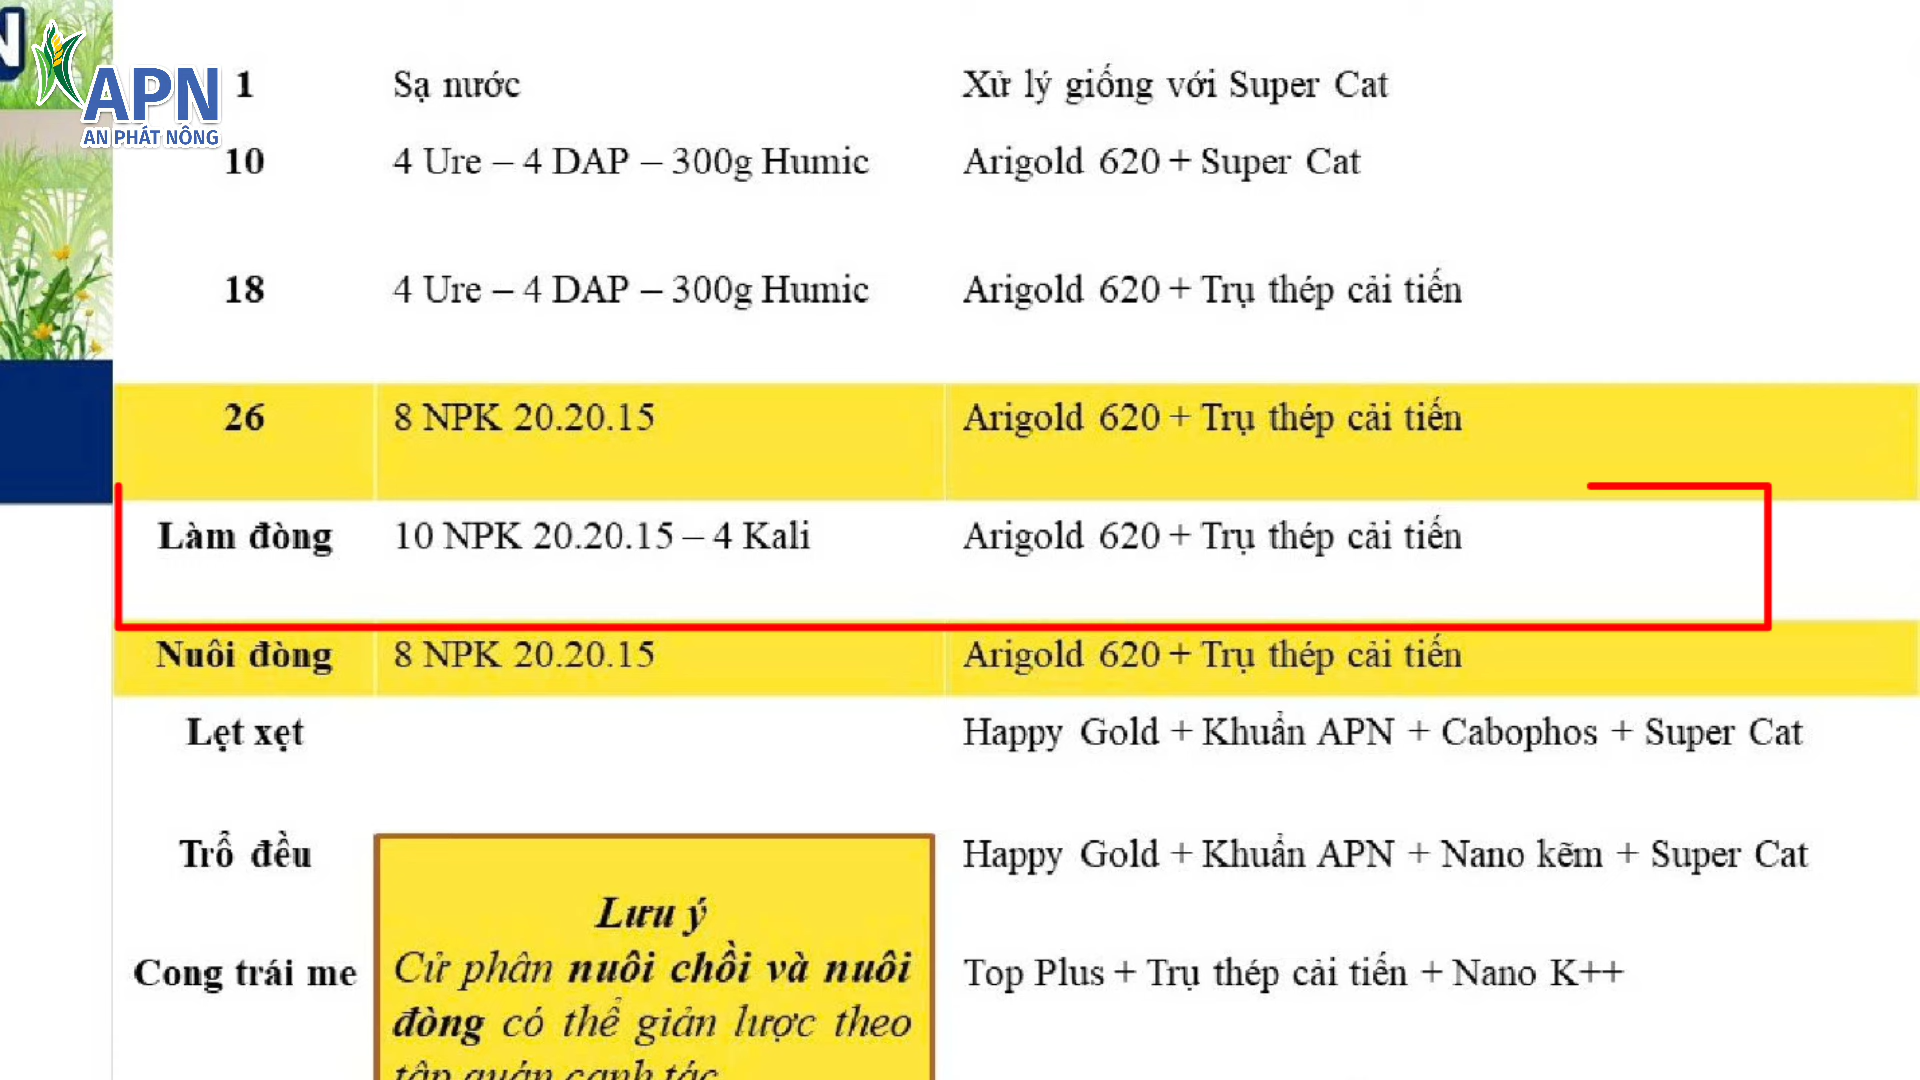 N
APN
AN PHÁT NÔNG
1 Sạ nước Xử lý giống với Super Cat
10 4 Ure – 4 DAP – 300g Humic Arigold 620 + Super Cat
18 4 Ure – 4 DAP – 300g Humic Arigold 620 + Trụ thép cải tiến
26 8 NPK 20.20.15 Arigold 620 + Trụ thép cải tiến
Làm đòng 10 NPK 20.20.15 – 4 Kali Arigold 620 + Trụ thép cải tiến
Nuôi đòng 8 NPK 20.20.15 Arigold 620 + Trụ thép cải tiến
Lẹt xẹt Happy Gold + Khuẩn APN + Cabophos + Super Cat
Trổ đều Happy Gold + Khuẩn APN + Nano kẽm + Super Cat
Cong trái me Top Plus + Trụ thép cải tiến + Nano K++
Lưu ý
Cử phân nuôi chồi và nuôi
đòng có thể giản lược theo
tập quán canh tác